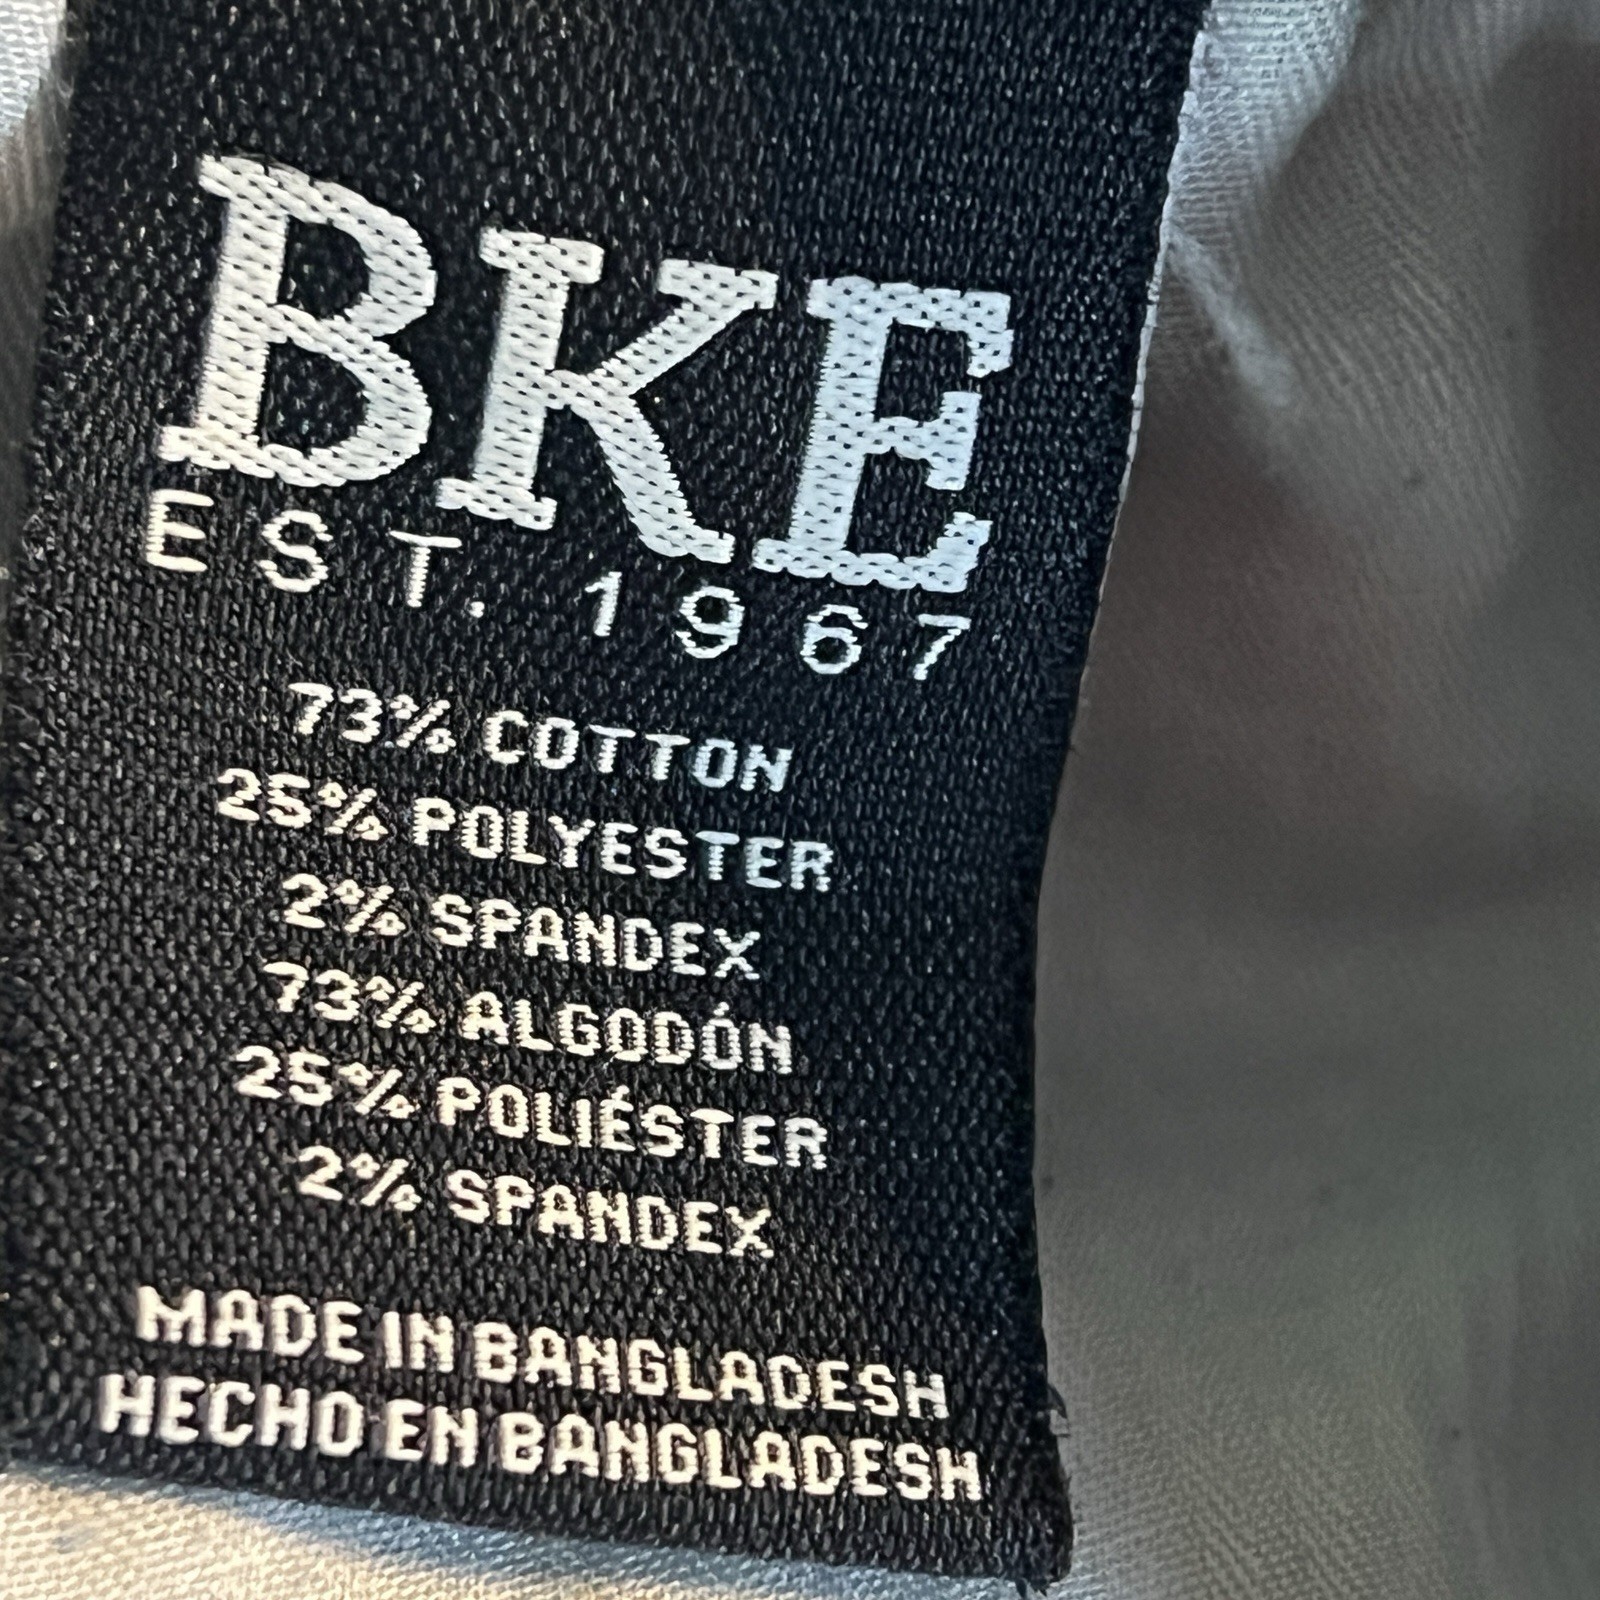 BKE
EST. 1967
73% COTTON
25% POLYESTER
2% SPANDEX
73% ALGODÓN
25% POLIÉSTER
2% SPANDEX
MADE IN BANGLADESH
HECHO EN BANGLADESH